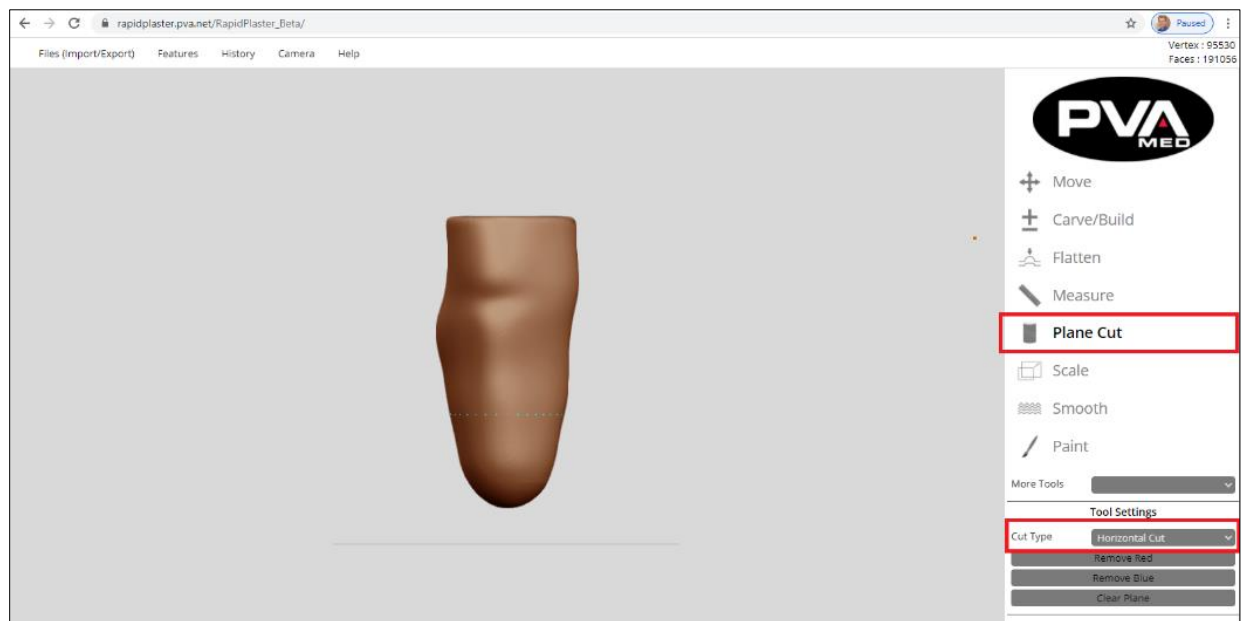 rapidplaster.pva.net/RapidPlaster_Beta/
Paused
Files (Import/Export) Features History Camera Help
Vertex : 95530
Faces : 191056
PVA
MED
Move
Carve/Build
Flatten
Measure
Plane Cut
Scale
Smooth
Paint
More Tools
Tool Settings
Cut Type Horizontal Cut
Remove Red
Remove Blue
Clear Plane